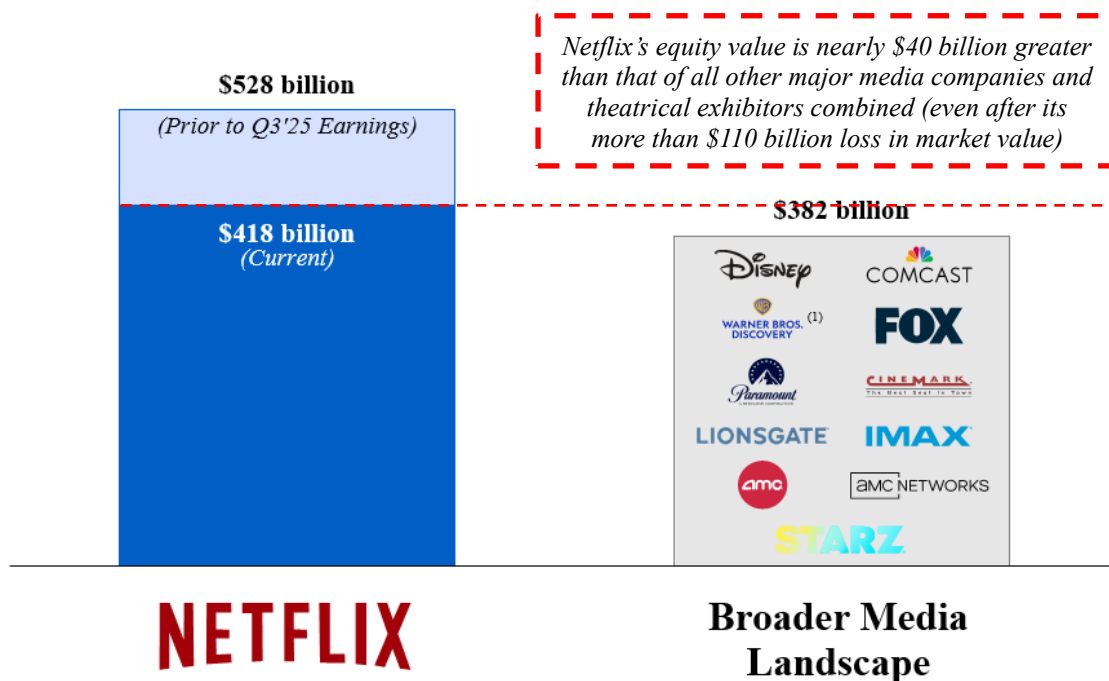 Netflix’s equity value is nearly $40 billion greater
than that of all other major media companies and
theatrical exhibitors combined (even after its
more than $110 billion loss in market value)
$528 billion
(Prior to Q3'25 Earnings)
$418 billion
(Current)
$382 billion
Disney
COMCAST
WARNER BROS. (1)
DISCOVERY
FOX
Paramount
CINEMARK
The Best Seat In Town
LIONSGATE
IMAX
amc
aMC NETWORKS
STARZ
NETFLIX
Broader Media
Landscape